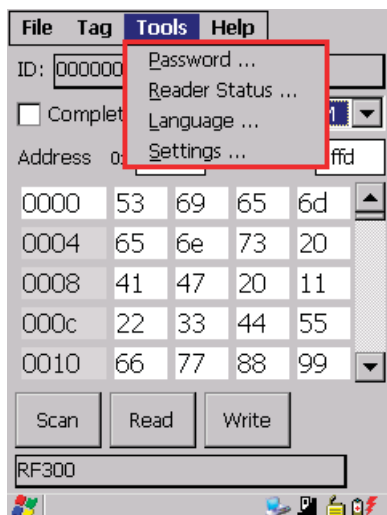 File Tag Tools Help
ID: 000000
Password ...
Reader Status ...
Complet
Language ...
Address
Settings ...
ffd
0000 53 69 65 6d
0004 65 6e 73 20
0008 41 47 20 11
000c 22 33 44 55
0010 66 77 88 99
Scan Read Write
RF300